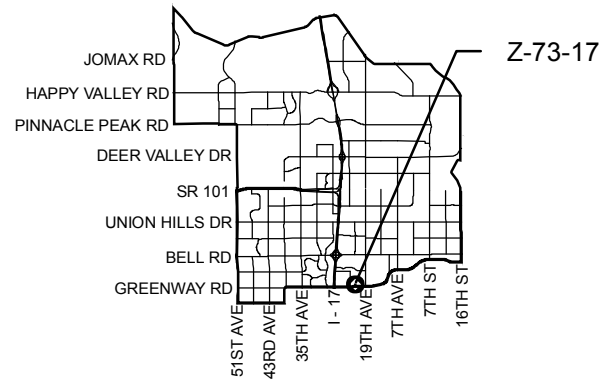 Z-73-17
JOMAX RD
HAPPY VALLEY RD
PINNACLE PEAK RD
DEER VALLEY DR
SR 101
UNION HILLS DR
BELL RD
GREENWAY RD
51ST AVE
43RD AVE
35TH AVE
I - 17
19TH AVE
7TH AVE
7TH ST
16TH ST